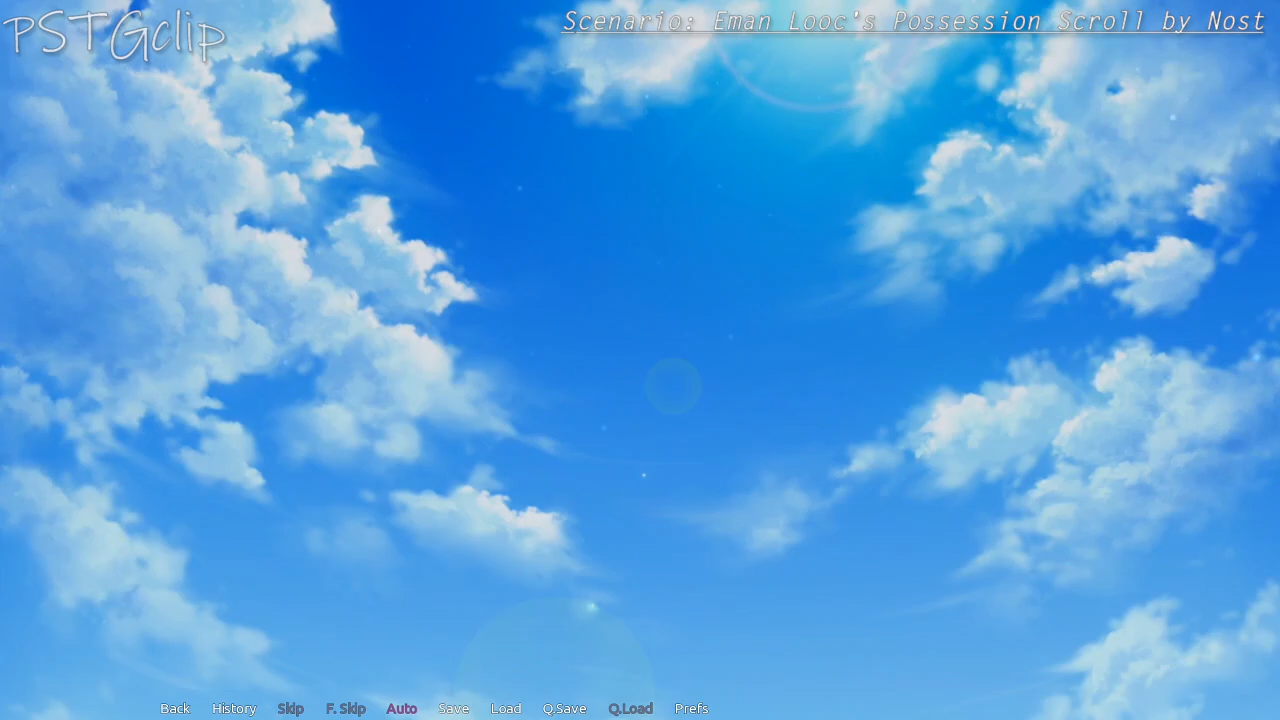 PSTGclip
Scenario: Eman Looc's Possession Scroll by Nost
Back History Skip F. Skip Auto Save Load Q.Save Q.Load Prefs